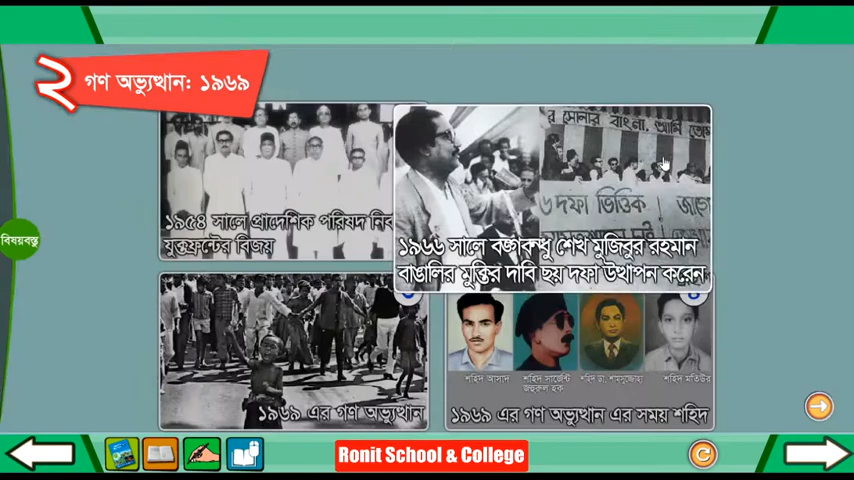 ২
গণ অভ্যুত্থান: ১৯৬৯
১৯৫৪ সালে প্রাদেশিক পরিষদ নিব
যুক্তফ্রন্টের বিজয়
র সোনার বাংলা, আমি তোমা
৬ দফা ভিত্তিক
১৯৬৬ সালে বঙ্গবন্ধু শেখ মুজিবুর রহমান
বাঙালির মুক্তির দাবি ছয় দফা উত্থাপন করেন
বিষয়বস্তু
১৯৬৯ এর গণ অভ্যুত্থান
শহিদ আসাদ
শহিদ সার্জেন্ট
জহুরুল হক
শহিদ ডা: শামসুজ্জোহা
শহিদ মতিউর
১৯৬৯ এর গণ অভ্যুত্থান এর সময় শহিদ
Ronit School & College